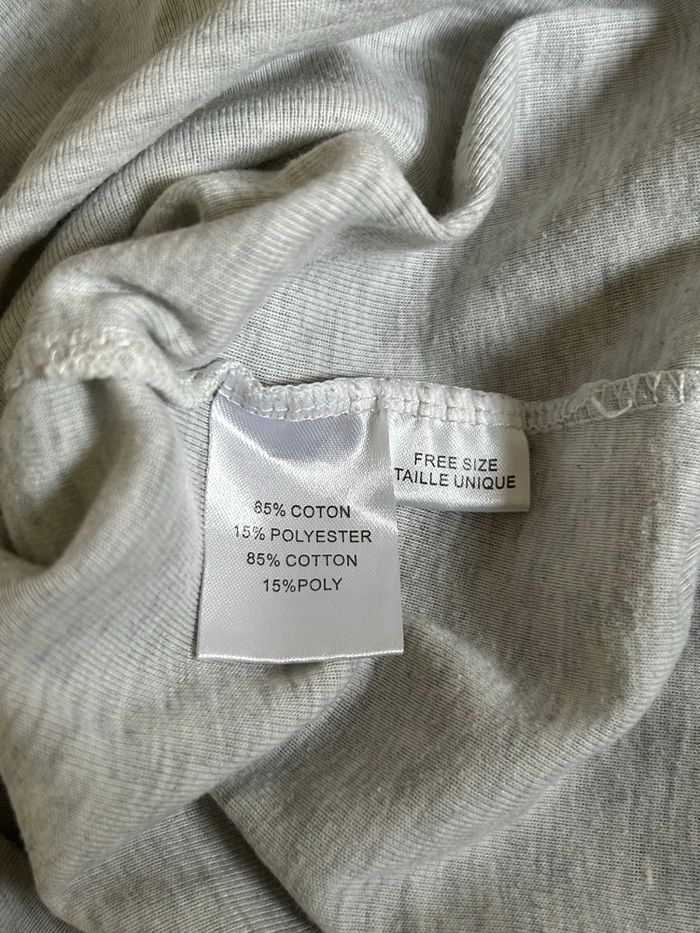 85% COTON
15% POLYESTER
85% COTTON
15%POLY
FREE SIZE
TAILLE UNIQUE